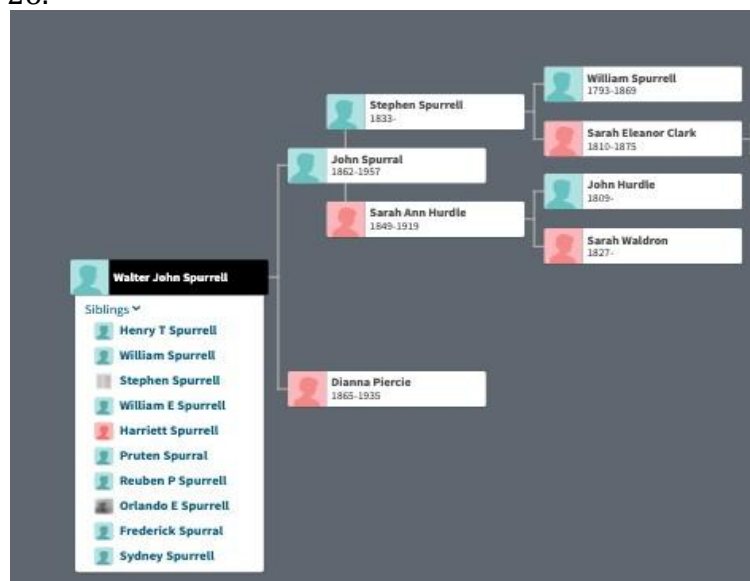 William Spurrell
1793-1869
Stephen Spurrell
1833-
Sarah Eleanor Clark
1810-1875
John Spurral
1862-1957
John Hurdle
1809-
Sarah Ann Hurdle
1849-1919
Sarah Waldron
1827-
Walter John Spurrell
Siblings
Henry T Spurrell
William Spurrell
Stephen Spurrell
William E Spurrell
Harriett Spurrell
Pruten Spurral
Reuben P Spurrell
Orlando E Spurrell
Frederick Spurral
Sydney Spurrell
Dianna Piercie
1865-1935